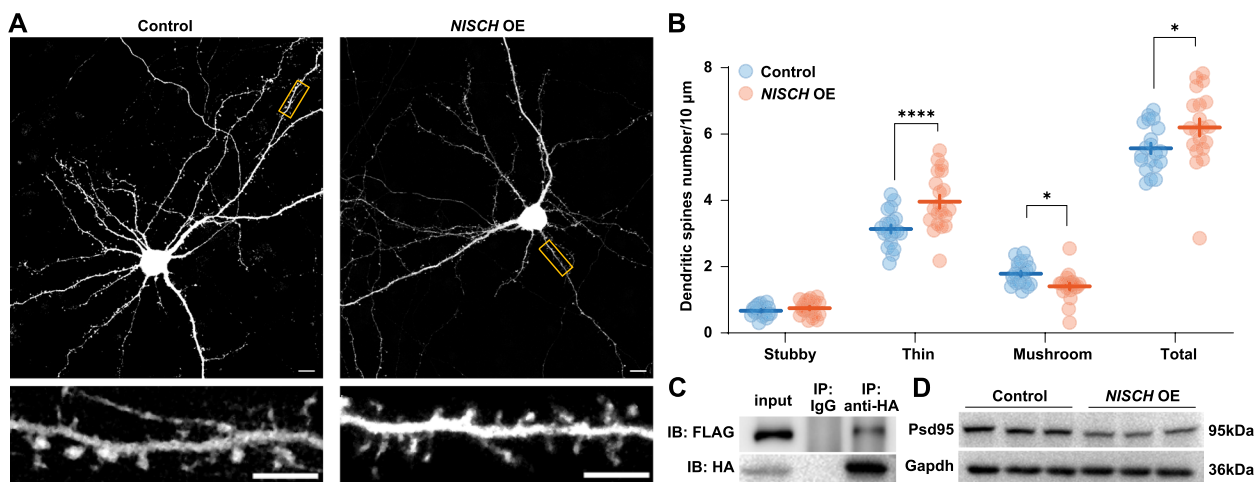 A
Control
NISCH OE
B
Dendritic spines number/10 µm
8
6
4
2
0
Control
NISCH OE
****
*
*
Stubby
Thin
Mushroom
Total
C
input
IP: IgG
IP: anti-HA
IB: FLAG
IB: HA
D
Control
NISCH OE
Psd95
95kDa
Gapdh
36kDa